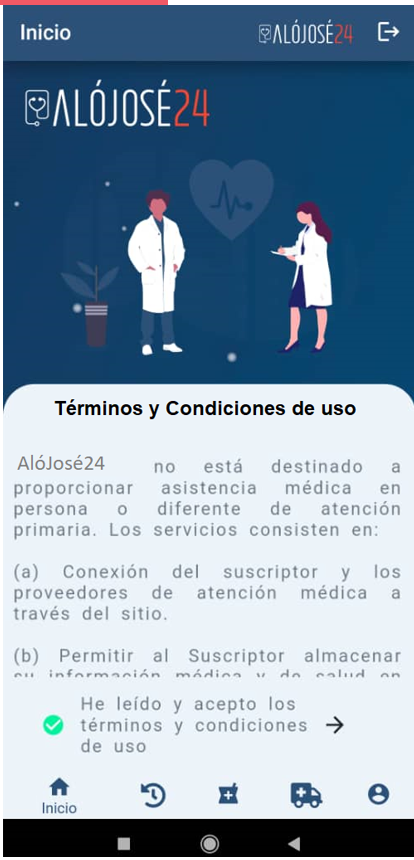 Inicio
ALÓJOSÉ24
ALÓJOSÉ24
Términos y Condiciones de uso
AlóJosé24 no está destinado a
proporcionar asistencia médica en
persona o diferente de atención
primaria. Los servicios consisten en:
(a) Conexión del suscriptor y los
proveedores de atención médica a
través del sitio.
(b) Permitir al Suscriptor almacenar
su información médica y de salud en
He leído y acepto los
términos y condiciones
de uso
Inicio